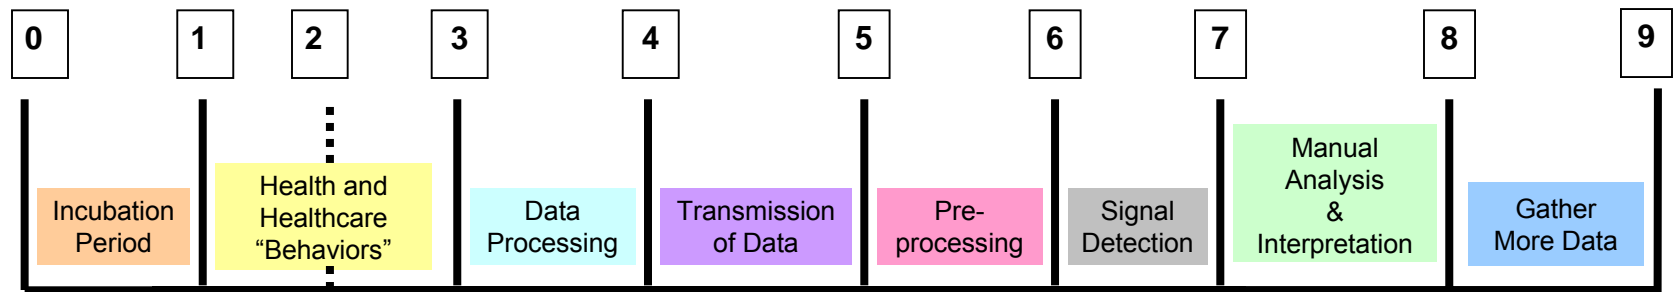 0 1 2 3 4 5 6 7 8 9
Incubation
Period
Health and
Healthcare
“Behaviors”
Data
Processing
Transmission
of Data
Pre-
processing
Signal
Detection
Manual
Analysis
&
Interpretation
Gather
More Data